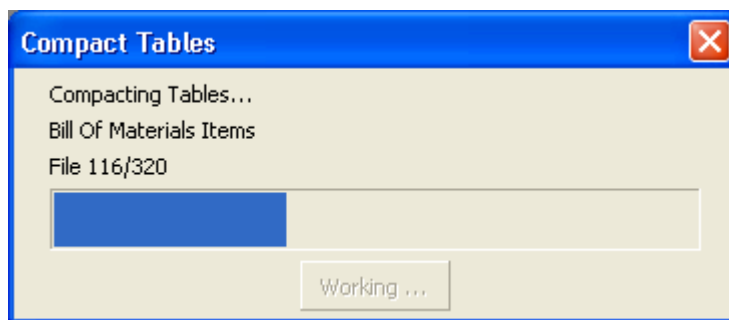 Compact Tables
Compacting Tables...
Bill Of Materials Items
File 116/320
Working ...